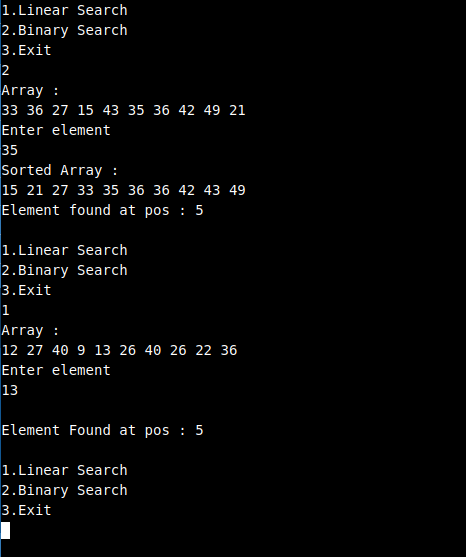 1.Linear Search
2.Binary Search
3.Exit
2
Array :
33 36 27 15 43 35 36 42 49 21
Enter element
35
Sorted Array :
15 21 27 33 35 36 36 42 43 49
Element found at pos : 5
1.Linear Search
2.Binary Search
3.Exit
1
Array :
12 27 40 9 13 26 40 26 22 36
Enter element
13
Element Found at pos : 5
1.Linear Search
2.Binary Search
3.Exit